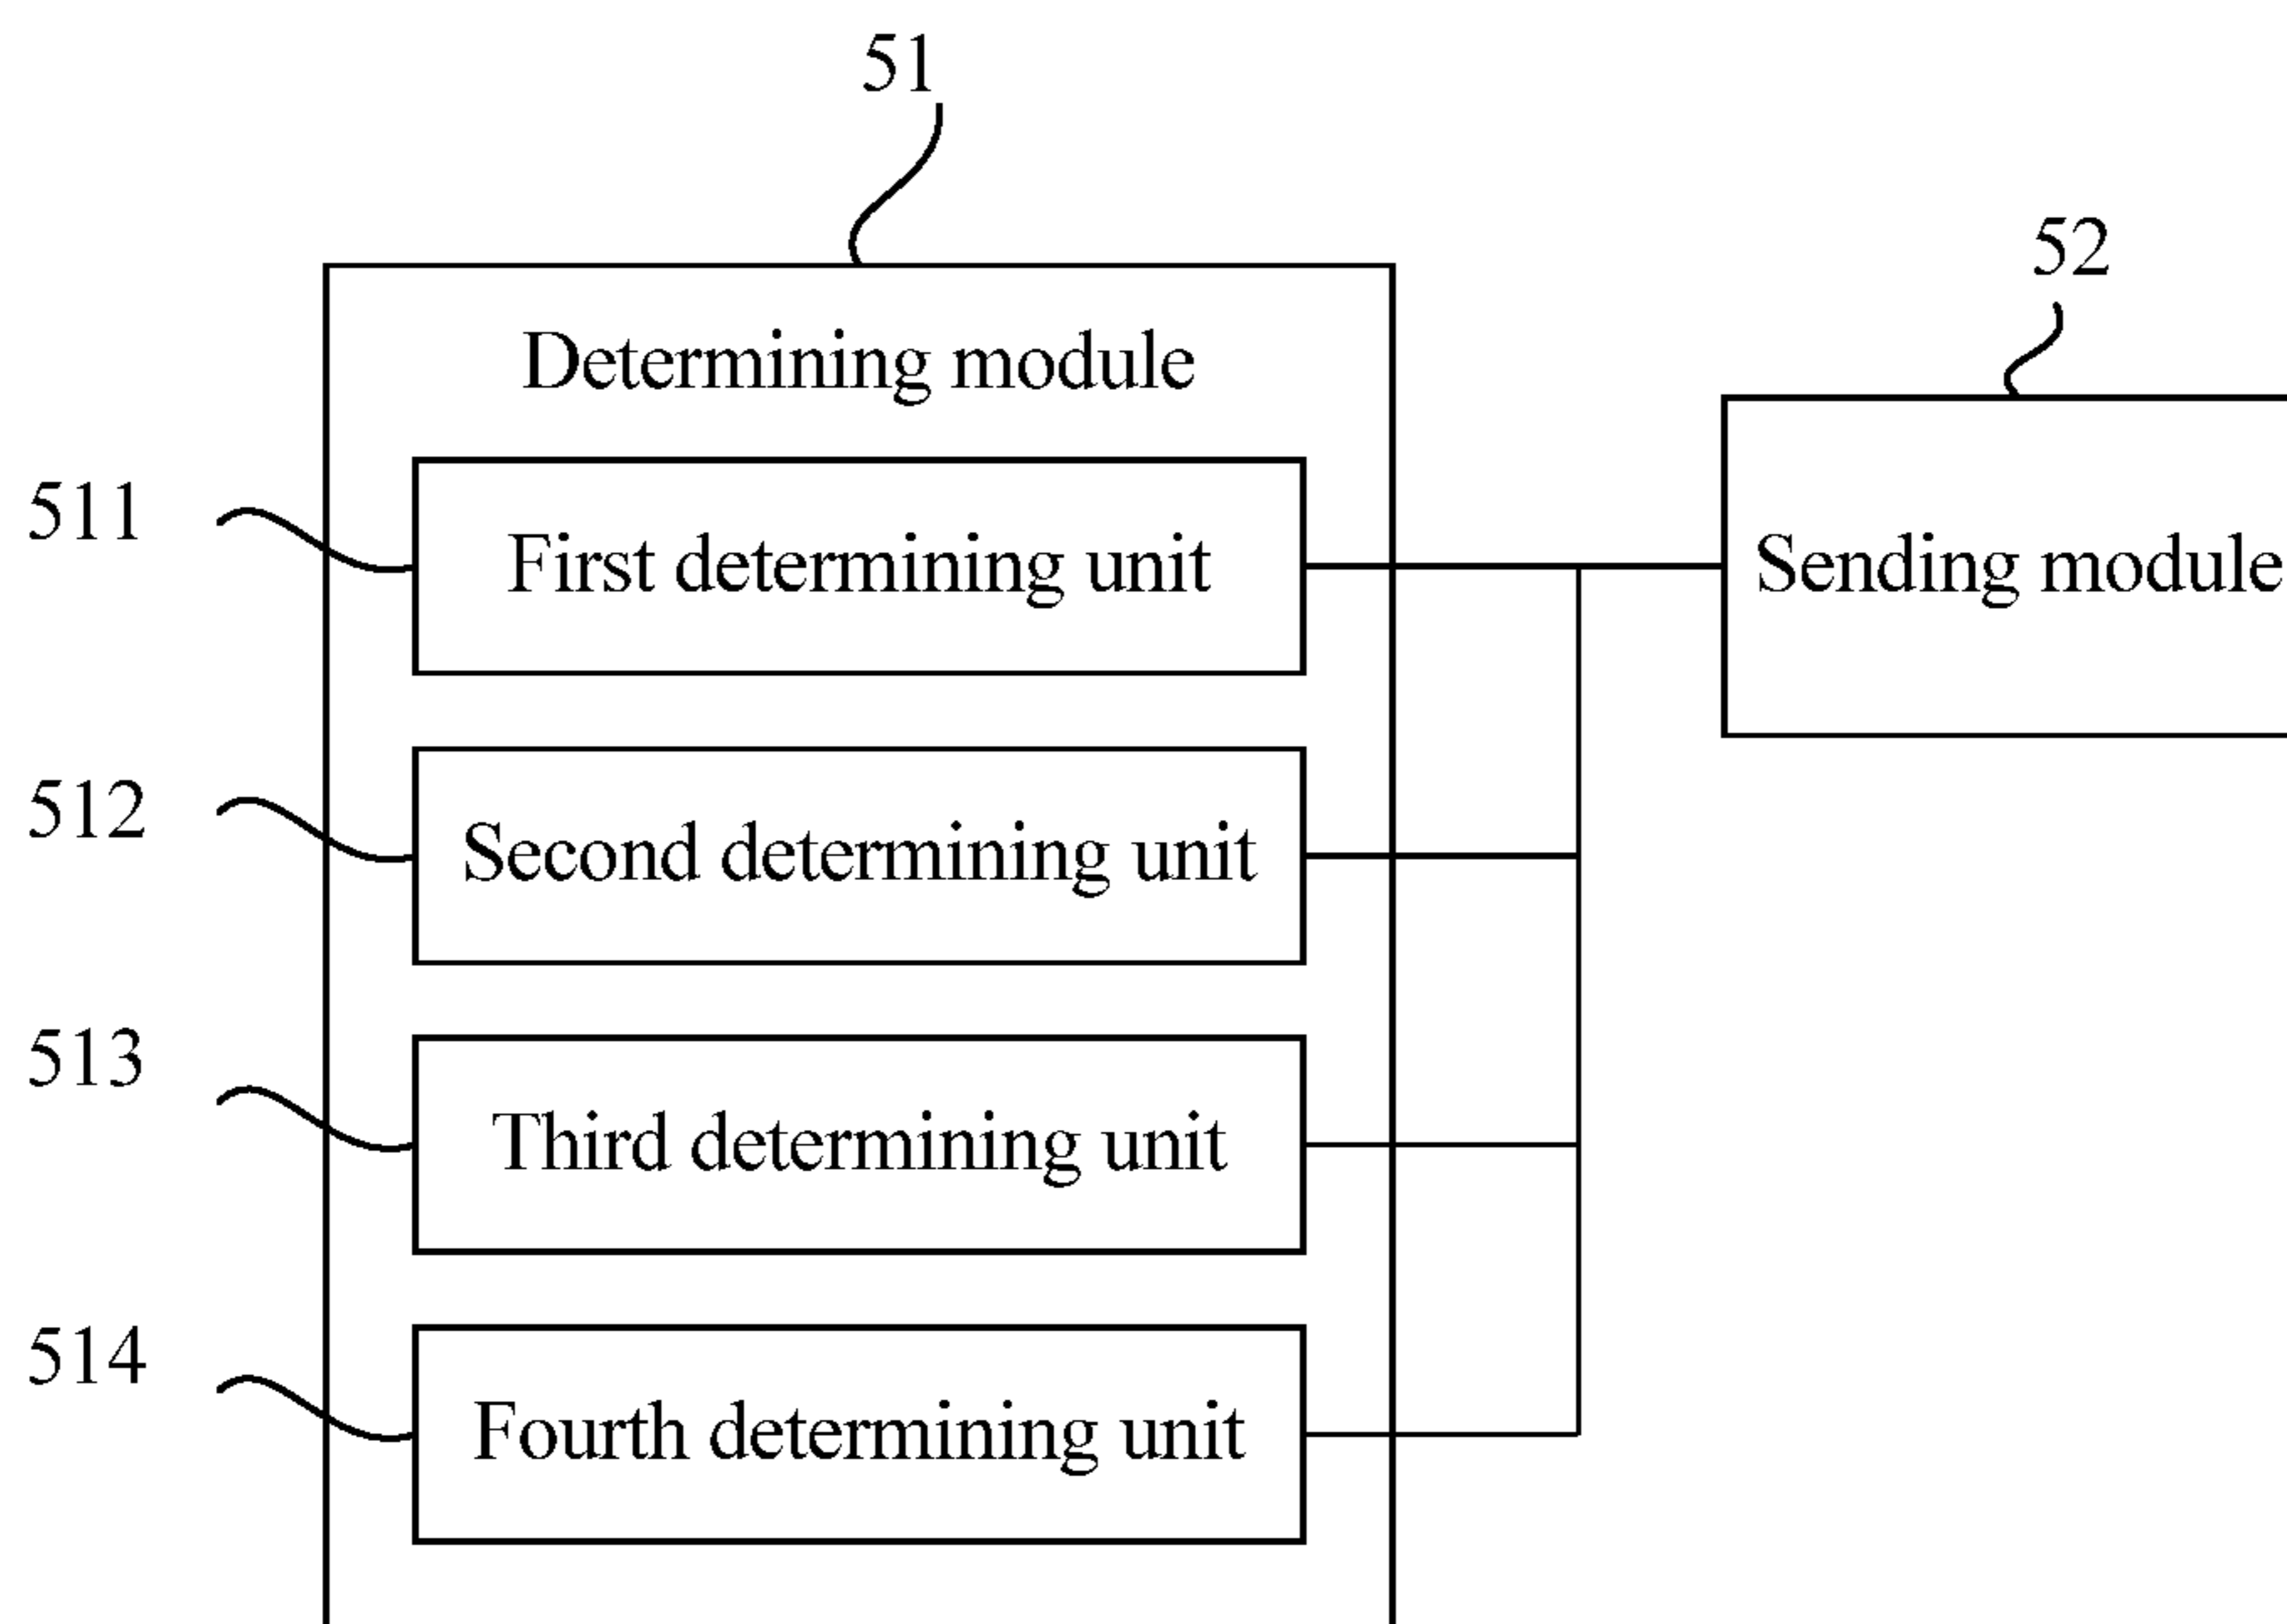 51
52
Determining module
511
First determining unit
Sending module
512
Second determining unit
513
Third determining unit
514
Fourth determining unit